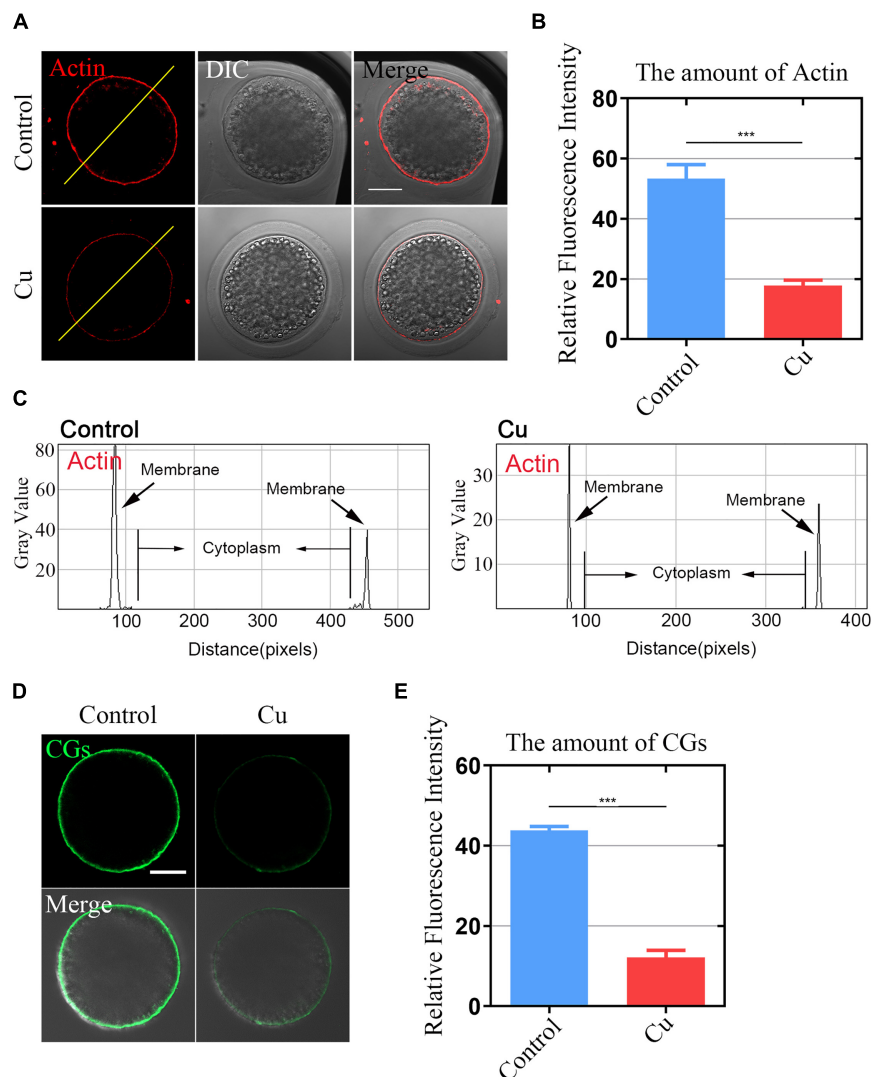 A
Actin
DIC
Merge
Control
Cu
B
The amount of Actin
Relative Fluorescence Intensity
80
60
40
20
0
***
Control
Cu
C
Control
Actin
Membrane
Membrane
Cytoplasm
Gray Value
80
60
40
20
100
200
300
400
500
Distance(pixels)
Cu
Actin
Membrane
Membrane
Cytoplasm
Gray Value
30
20
10
100
200
300
400
Distance(pixels)
D
Control
Cu
CGs
Merge
E
The amount of CGs
Relative Fluorescence Intensity
60
40
20
0
***
Control
Cu